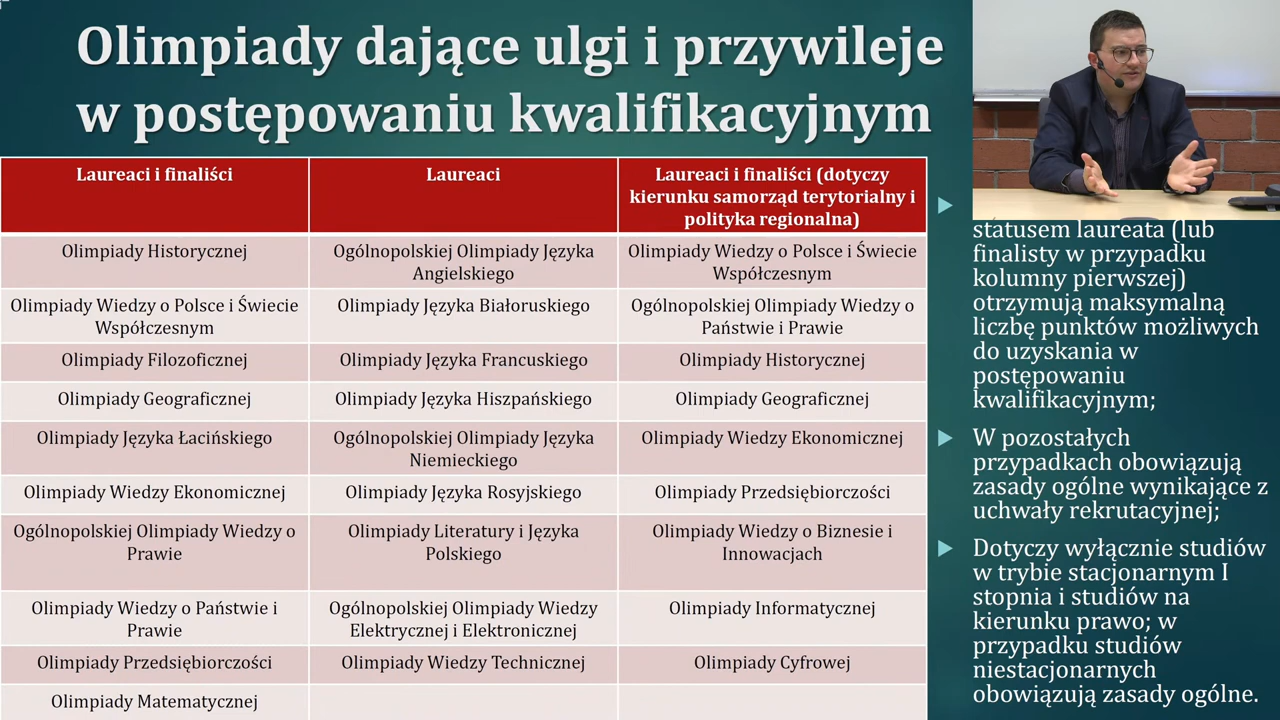 Olimpiady dające ulgi i przywileje
w postępowaniu kwalifikacyjnym
Laureaci i finaliści
Laureaci
Laureaci i finaliści (dotyczy
kierunku samorząd terytorialny i
polityka regionalna)
Olimpiady Historycznej
Ogólnopolskiej Olimpiady Języka
Angielskiego
Olimpiady Wiedzy o Polsce i Świecie
Współczesnym
Olimpiady Wiedzy o Polsce i Świecie
Współczesnym
Olimpiady Języka Białoruskiego
Ogólnopolskiej Olimpiady Wiedzy o
Państwie i Prawie
Olimpiady Filozoficznej
Olimpiady Języka Francuskiego
Olimpiady Historycznej
Olimpiady Geograficznej
Olimpiady Języka Hiszpańskiego
Olimpiady Geograficznej
Olimpiady Języka Łacińskiego
Ogólnopolskiej Olimpiady Języka
Niemieckiego
Olimpiady Wiedzy Ekonomicznej
Olimpiady Wiedzy Ekonomicznej
Olimpiady Języka Rosyjskiego
Olimpiady Przedsiębiorczości
Ogólnopolskiej Olimpiady Wiedzy o
Prawie
Olimpiady Literatury i Języka
Polskiego
Olimpiady Wiedzy o Biznesie i
Innowacjach
Olimpiady Wiedzy o Państwie i
Prawie
Ogólnopolskiej Olimpiady Wiedzy
Elektrycznej i Elektronicznej
Olimpiady Informatycznej
Olimpiady Przedsiębiorczości
Olimpiady Wiedzy Technicznej
Olimpiady Cyfrowej
Olimpiady Matematycznej
statusem laureata (lub
finalisty w przypadku
kolumny pierwszej)
otrzymują maksymalną
liczbę punktów możliwych
do uzyskania w
postępowaniu
kwalifikacyjnym;
W pozostałych
przypadkach obowiązują
zasady ogólne wynikające z
uchwały rekrutacyjnej;
Dotyczy wyłącznie studiów
w trybie stacjonarnym I
stopnia i studiów na
kierunku prawo; w
przypadku studiów
niestacjonarnych
obowiązują zasady ogólne.